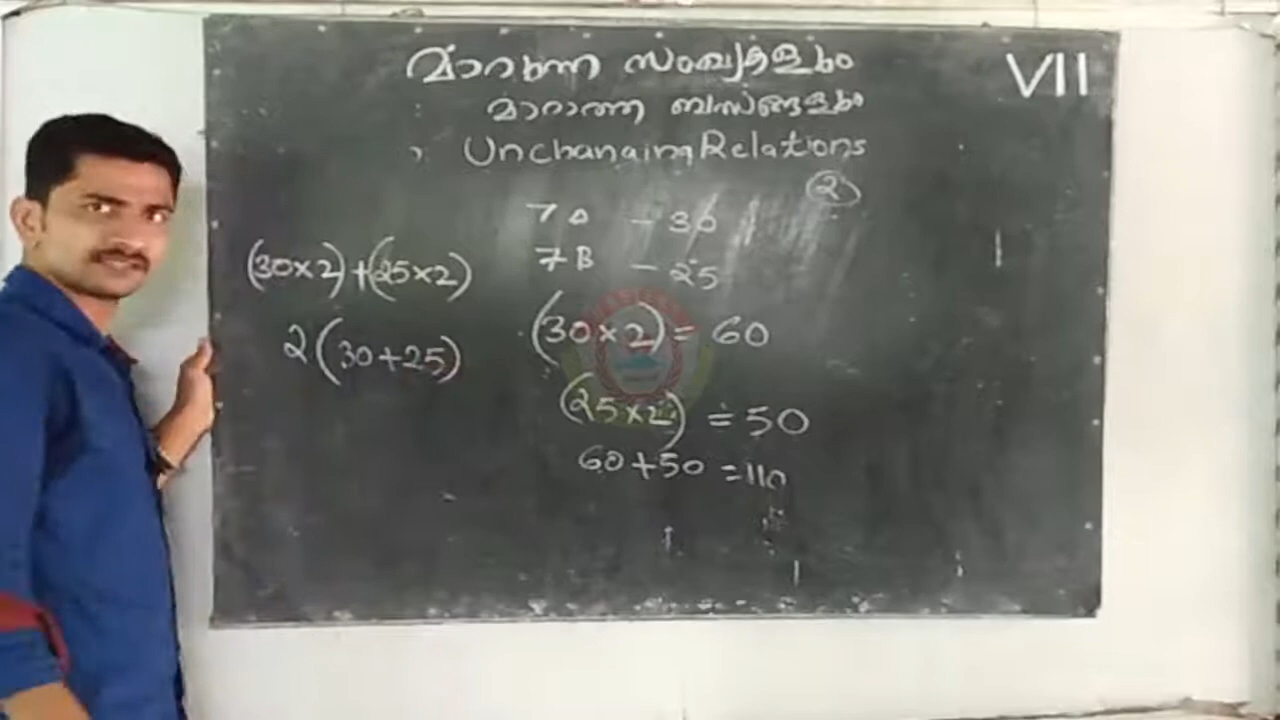 മാറുന്ന സംഖ്യകളും
VII
മാറാത്ത ബന്ധങ്ങളും
Unchanging Relations
2
7 A - 30
7 B - 25
(30×2)+(25×2)
2(30+25)
(30×2) = 60
(25×2) = 50
60+50 = 110